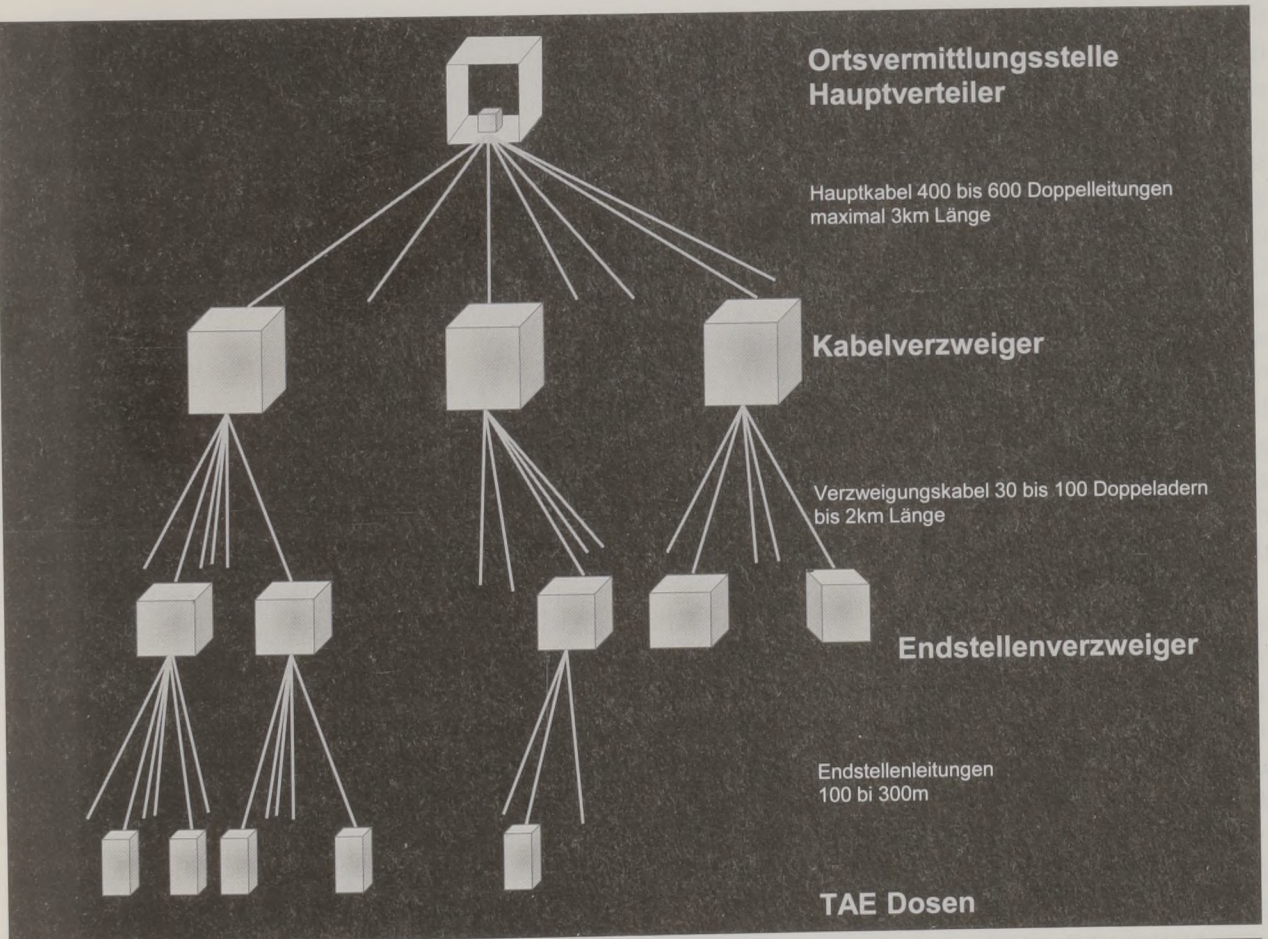 Ortsvermittlungsstelle
Hauptverteiler
Hauptkabel 400 bis 600 Doppelleitungen
maximal 3km Länge
Kabelverzweiger
Verzweigungskabel 30 bis 100 Doppeladern
bis 2km Länge
Endstellenverzweiger
Endstellenleitungen
100 bi 300m
TAE Dosen